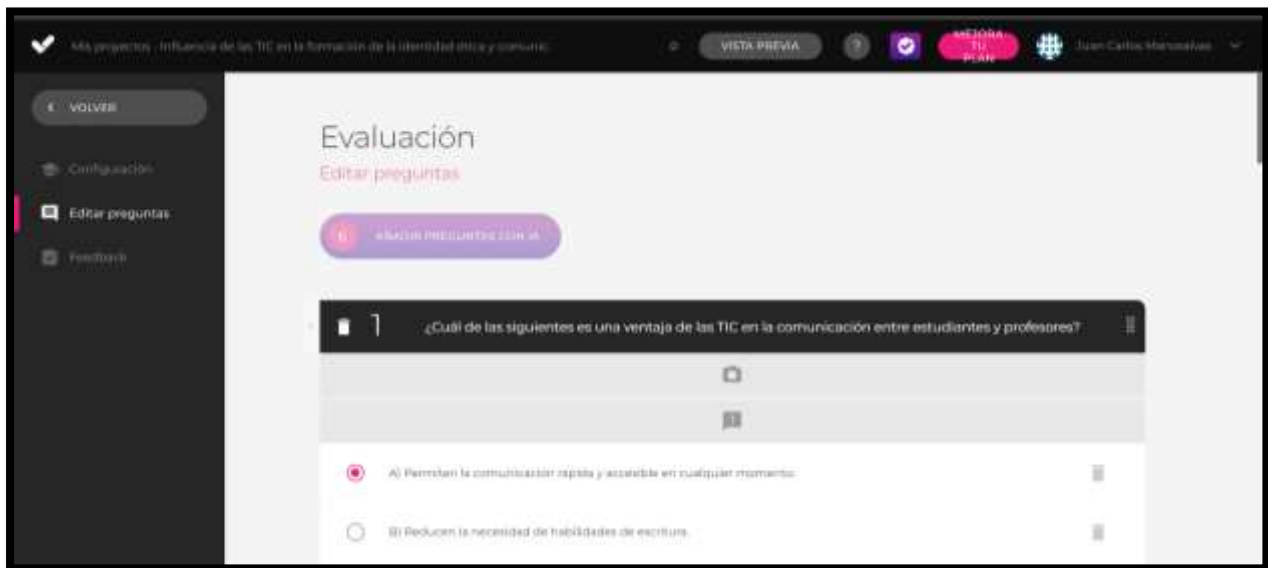 Mis proyectos / Influencia de las TIC en la formación de la identidad ética y
VISTA PREVIA
?
MEJORA
TU
PLAN
Juan Carlos
VOLVER
Configuración
Editar preguntas
Feedback
Evaluación
Editar preguntas
AÑADIR PREGUNTAS CON IA
1 ¿Cuál de las siguientes es una ventaja de las TIC en la comunicación entre estudiantes y profesores?
A) Permiten la comunicación rápida y accesible en cualquier momento.
B) Reducen la necesidad de habilidades de escritura.